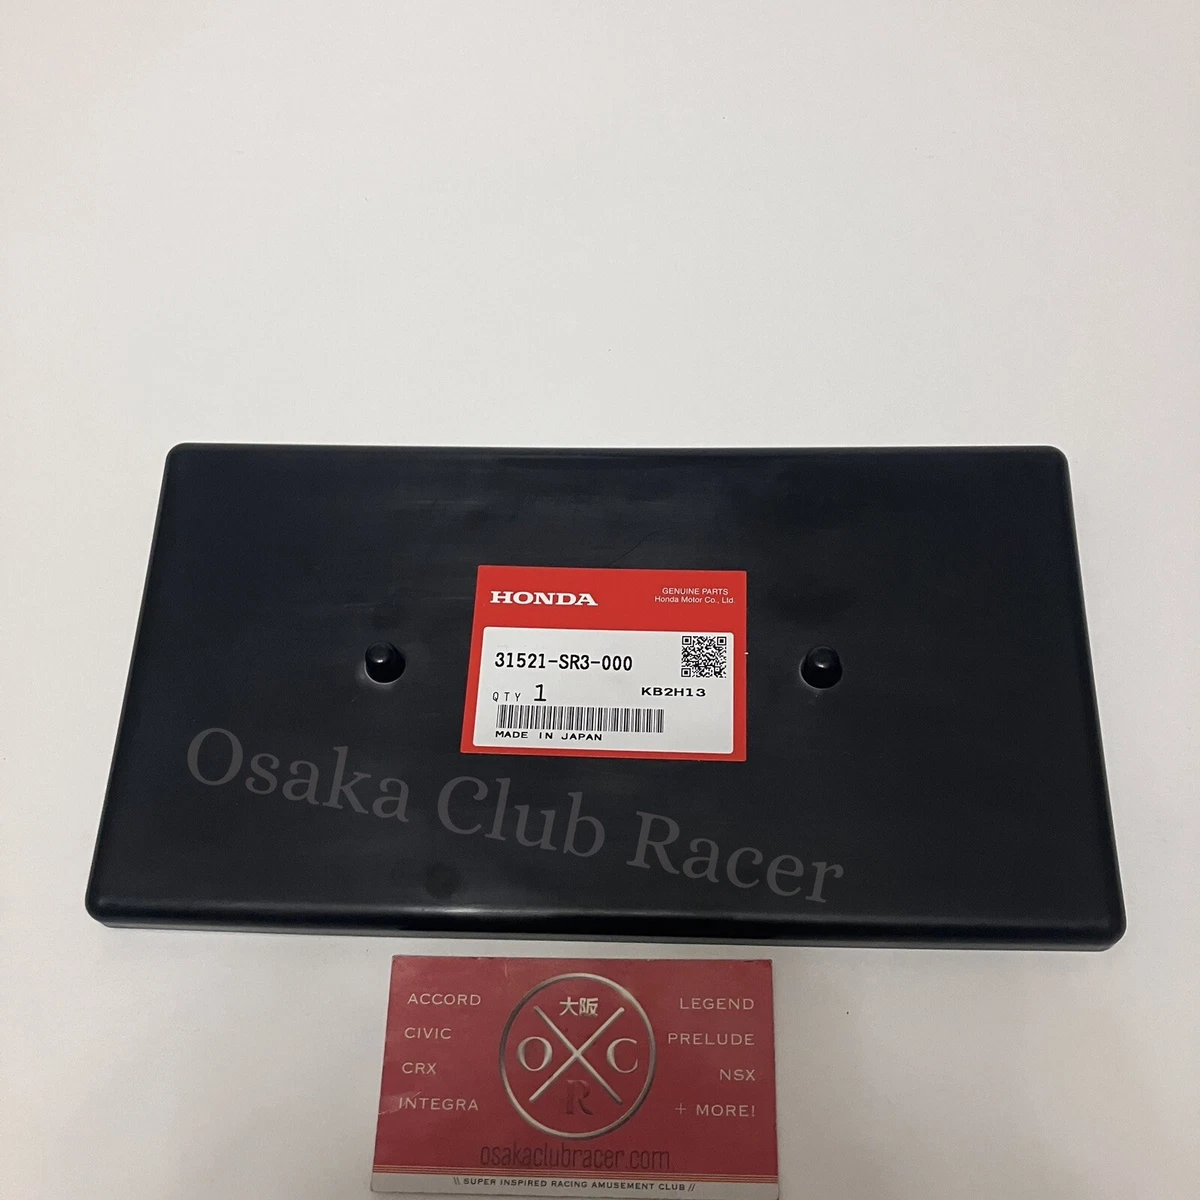 HONDA
GENUINE PARTS
Honda Motor Co., Ltd.
31521-SR3-000
QTY 1
KB2H13
MADE IN JAPAN
Osaka Club Racer
ACCORD
CIVIC
CRX
INTEGRA
大阪
O C
R
LEGEND
PRELUDE
NSX
+ MORE!
osakaclubracer.com
\\ SUPER INSPIRED RACING AMUSEMENT CLUB //